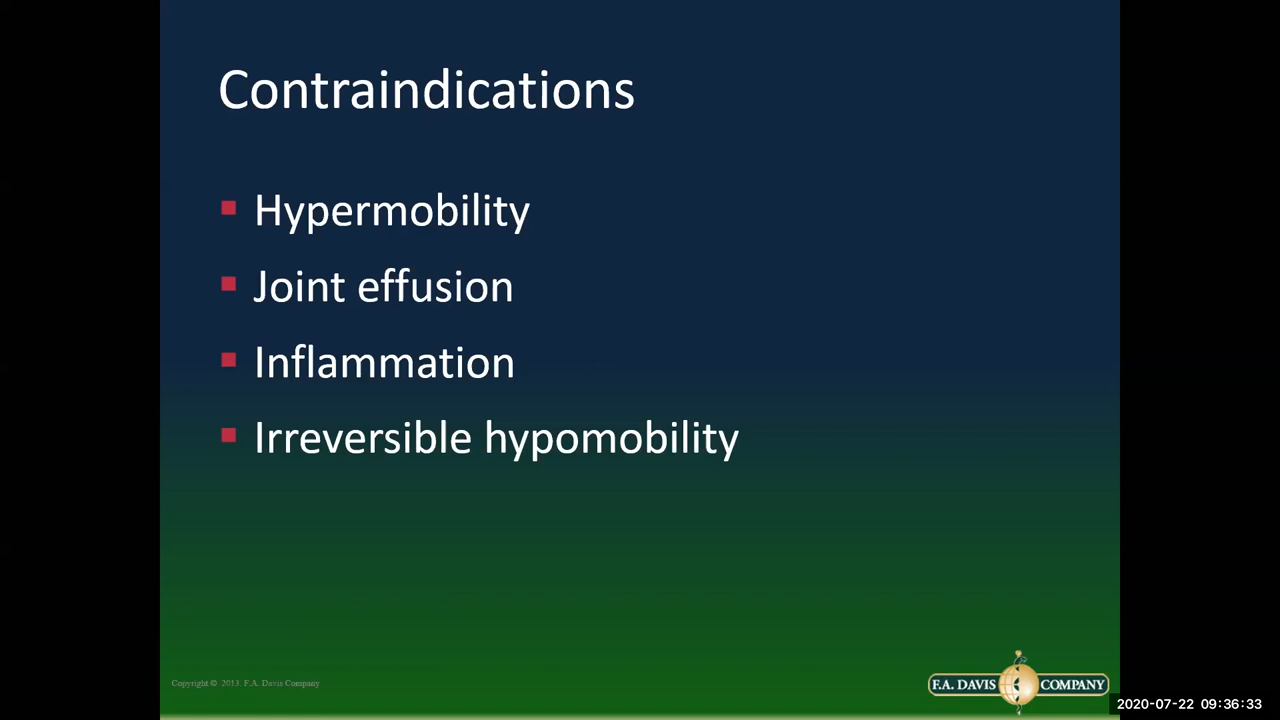 Contraindications
Hypermobility
Joint effusion
Inflammation
Irreversible hypomobility
Copyright © 2013. F.A. Davis Company
F.A. DAVIS COMPANY
2020-07-22 09:36:33